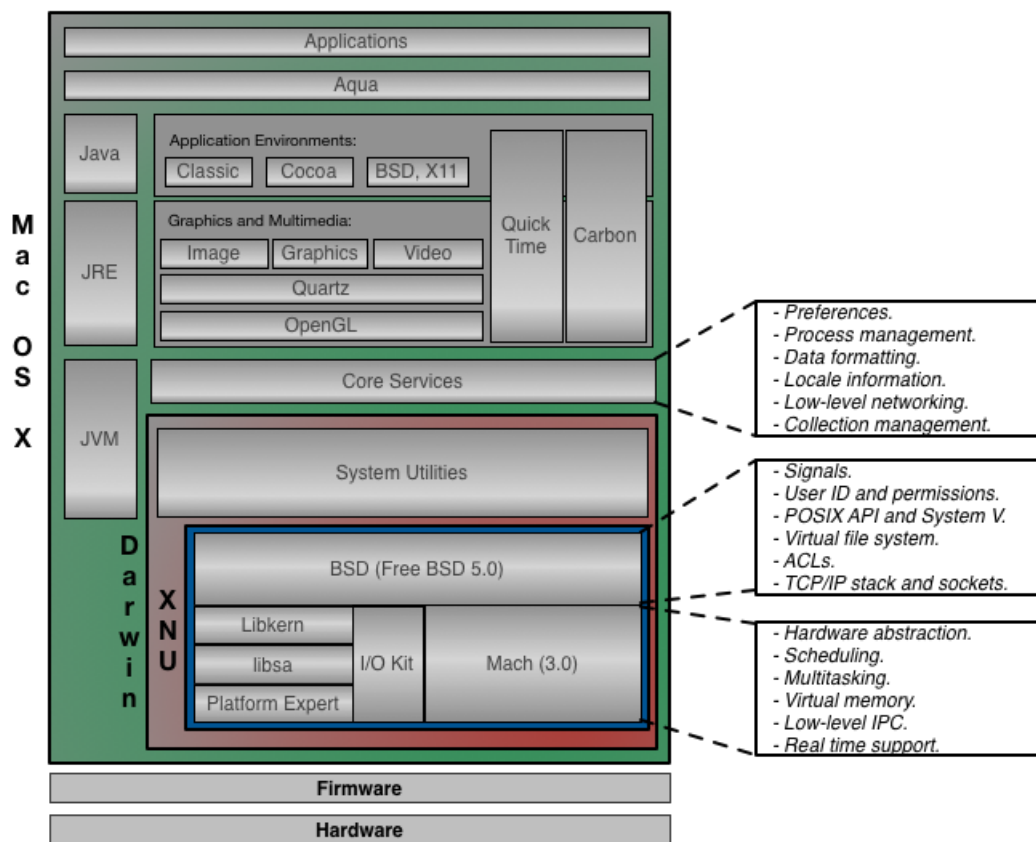 Applications
Aqua
Java
Application Environments:
Classic
Cocoa
BSD, X11
Quick
Time
Carbon
JRE
Graphics and Multimedia:
Image
Graphics
Video
Quartz
OpenGL
Mac OS X
JVM
Core Services
- Preferences.
- Process management.
- Data formatting.
- Locale information.
- Low-level networking.
- Collection management.
System Utilities
Darwin
XNU
BSD (Free BSD 5.0)
- Signals.
- User ID and permissions.
- POSIX API and System V.
- Virtual file system.
- ACLs.
- TCP/IP stack and sockets.
Libkern
libsa
Platform Expert
I/O Kit
Mach (3.0)
- Hardware abstraction.
- Scheduling.
- Multitasking.
- Virtual memory.
- Low-level IPC.
- Real time support.
Firmware
Hardware